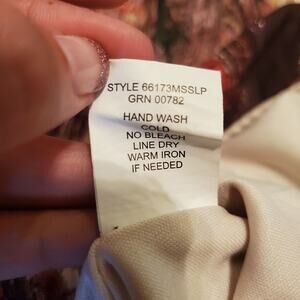 STYLE 66173MSSLP
GRN 00782
HAND WASH
COLD
NO BLEACH
LINE DRY
WARM IRON
IF NEEDED